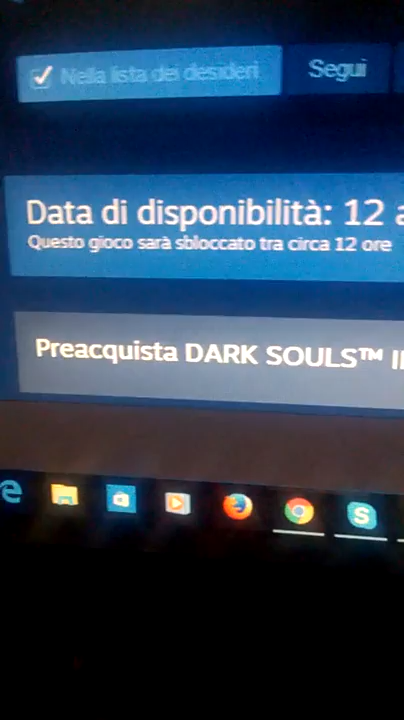 Nella lista dei desideri Segui
Data di disponibilità: 12
Questo gioco sarà sbloccato tra circa 12 ore
Preacquista DARK SOULS™